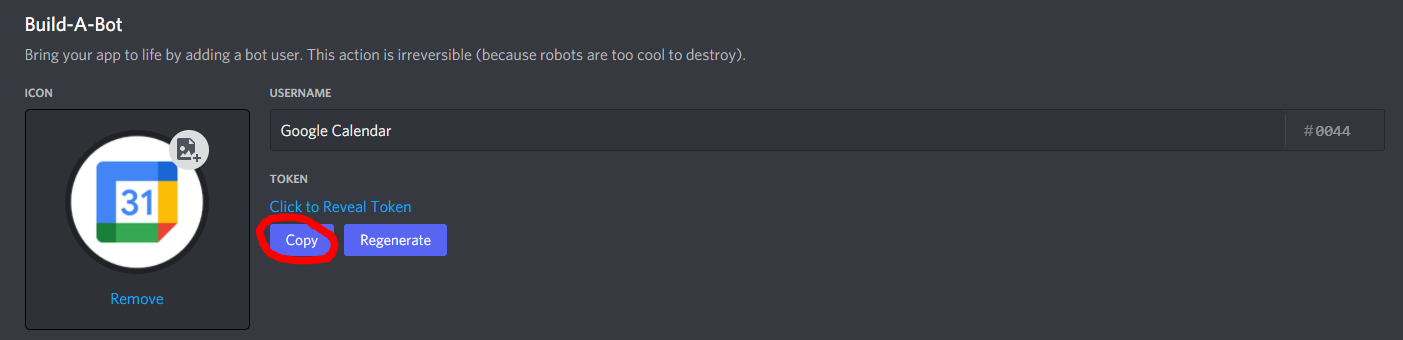 Build-A-Bot
Bring your app to life by adding a bot user. This action is irreversible (because robots are too cool to destroy).
ICON
USERNAME
Google Calendar
#0044
31
TOKEN
Click to Reveal Token
Copy
Regenerate
Remove